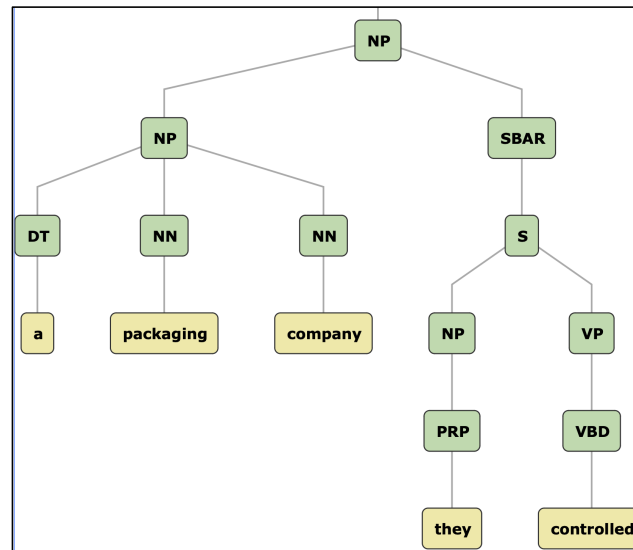 NP
NP SBAR
DT NN NN S
a packaging company NP VP
PRP VBD
they controlled